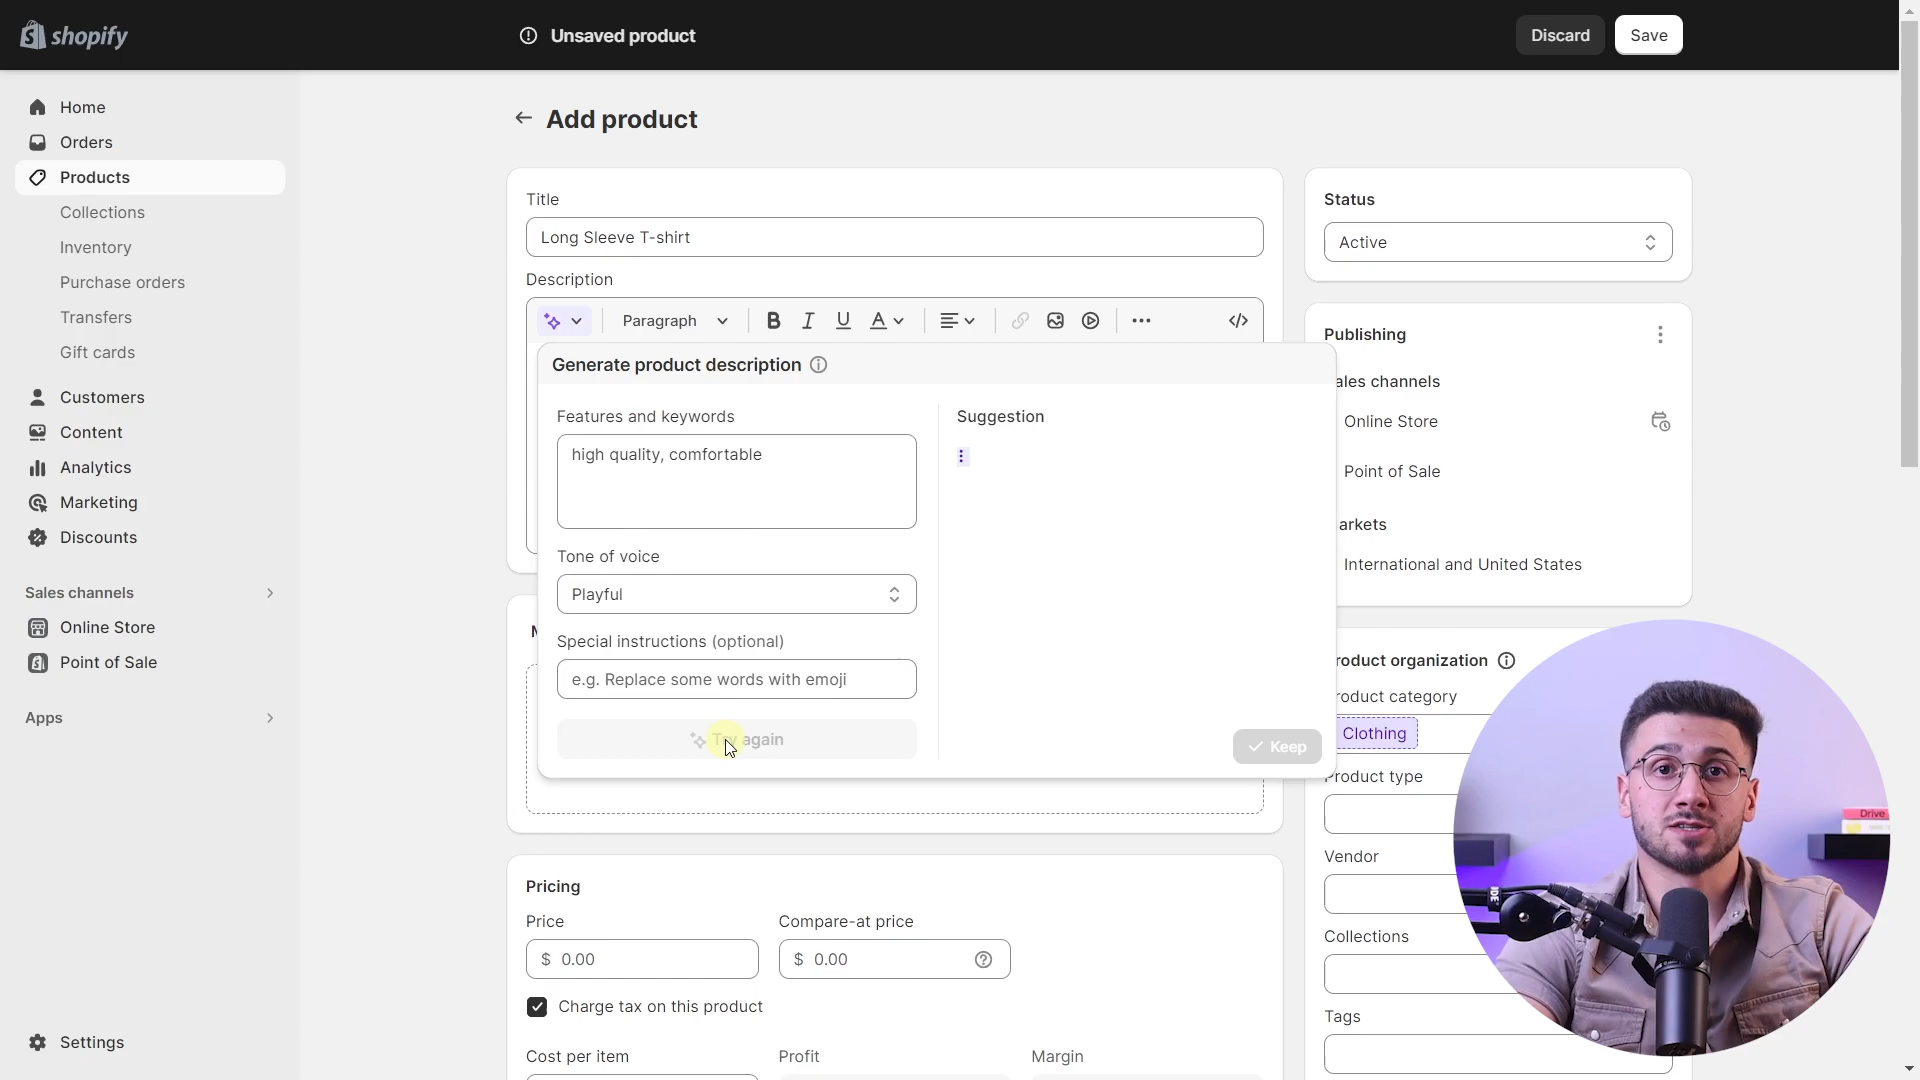 shopify
Unsaved product
Discard
Save
Home
Orders
Products
Collections
Inventory
Purchase orders
Transfers
Gift cards
Customers
Content
Analytics
Marketing
Discounts
Sales channels
Online Store
Point of Sale
Apps
Settings
Add product
Title
Long Sleeve T-shirt
Description
Paragraph
Generate product description
Features and keywords
high quality, comfortable
Tone of voice
Playful
Special instructions (optional)
e.g. Replace some words with emoji
Try again
Suggestion
Keep
Pricing
Price
Compare-at price
$ 0.00
$ 0.00
Charge tax on this product
Cost per item
Profit
Margin
Status
Active
Publishing
ales channels
Online Store
Point of Sale
arkets
International and United States
roduct organization
roduct category
Clothing
Product type
Vendor
Collections
Tags
Drive